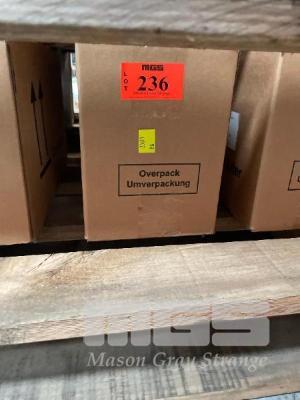 MGS
LOT
236
Overpack
Umverpackung
MGS
Mason Gray Strange